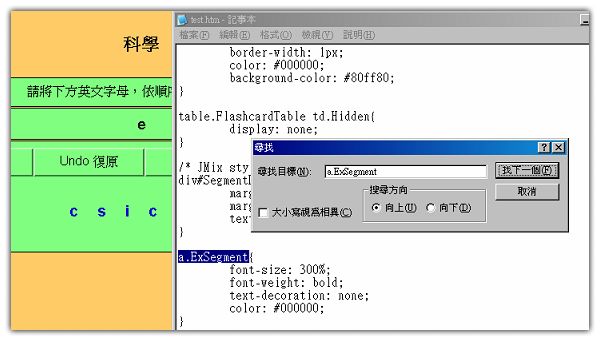 科學
請將下方英文字母，依順
e
Undo 復原
c s i c
test.htm - 記事本
檔案(F) 編輯(E) 格式(O) 檢視(V) 說明(H)
border-width: 1px;
color: #000000;
background-color: #80ff80;
}
table.FlashcardTable td.Hidden{
display: none;
}
/* JMix sty
div#Segment
mar
mar
tex
}
a.ExSegment{
font-size: 300%;
font-weight: bold;
text-decoration: none;
color: #000000;
}
尋找
尋找目標(N): a.ExSegment
找下一個(F)
取消
搜尋方向
向上(U) 向下(D)
大小寫視為相異(C)